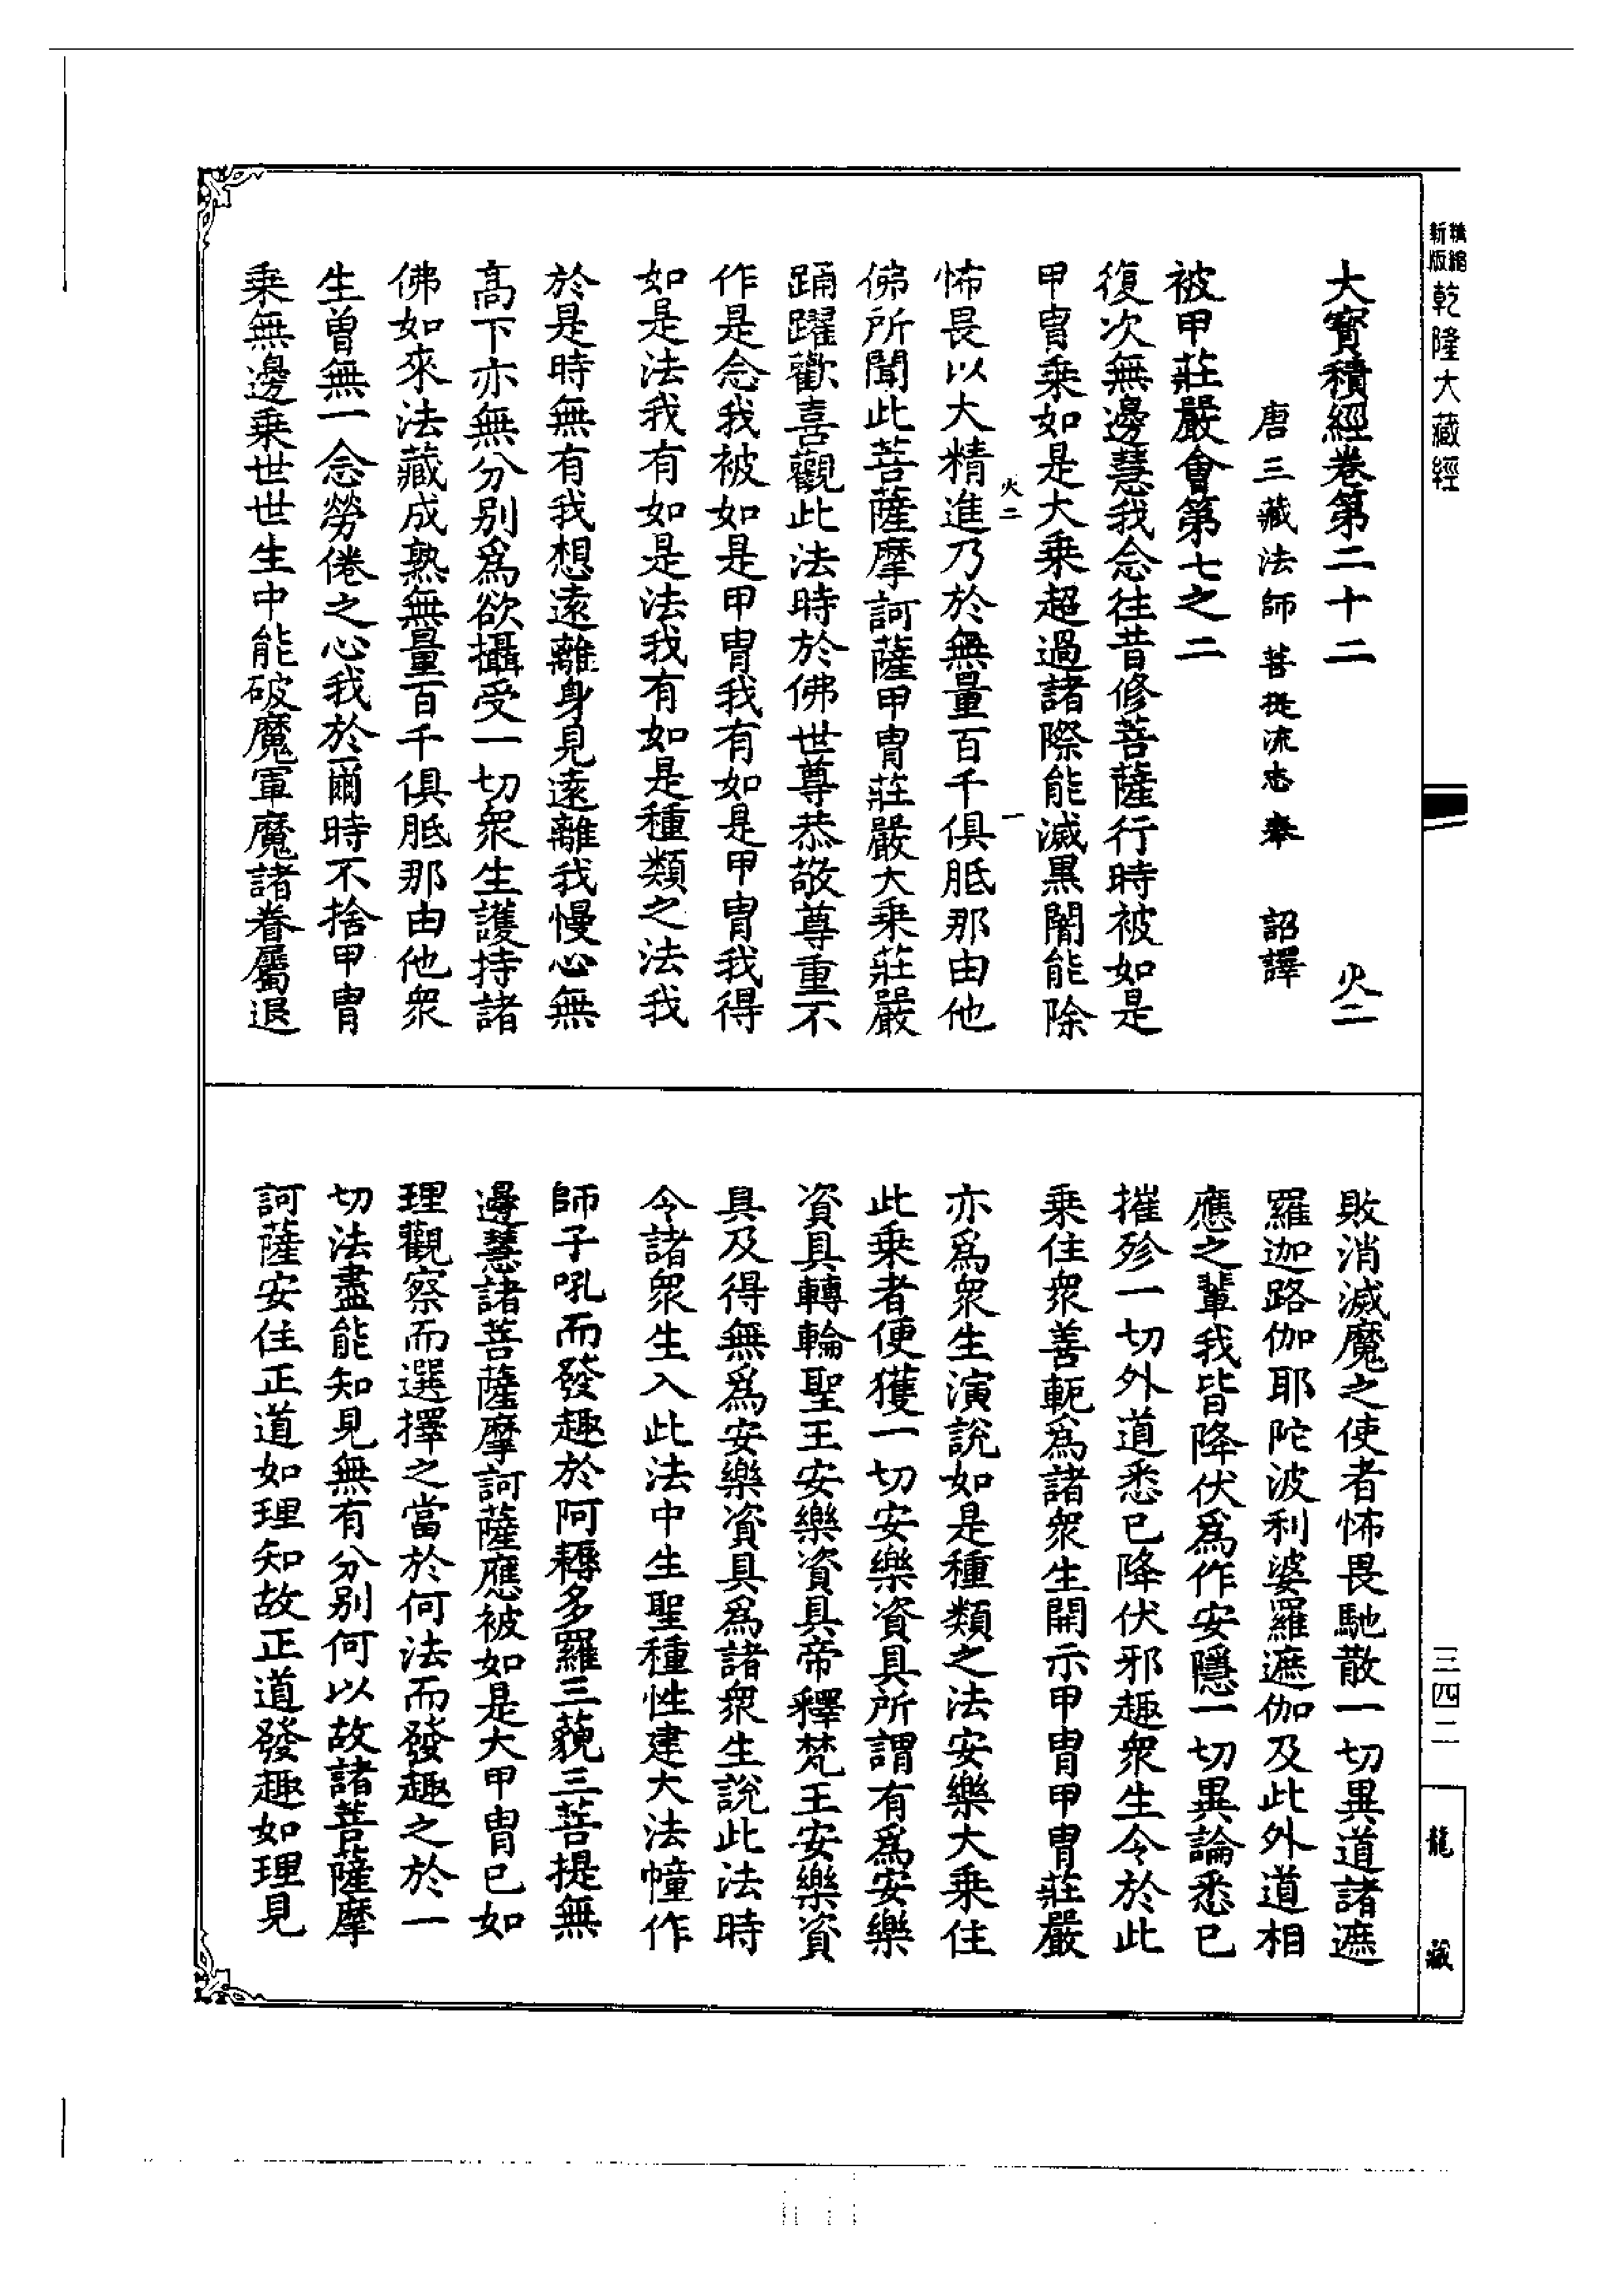 精縮
新版
乾隆大藏經
大寶積經卷第二十二 火二
唐三藏法師菩提流志奉 詔譯
被甲莊嚴會第七之二
復次無邊慧我念往昔修菩薩行時被如是
甲冑乘如是大乘超過諸際能滅黑闇能除
火二 一
怖畏以大精進乃於無量百千俱胝那由他
佛所聞此菩薩摩訶薩甲冑莊嚴大乘莊嚴
踊躍歡喜觀此法時於佛世尊恭敬尊重不
作是念我被如是甲冑我有如是甲冑我得
如是法我有如是法我有如是種類之法我
於是時無有我想遠離身見遠離我慢心無
高下亦無分別為欲攝受一切眾生護持諸
佛如來法藏成熟無量百千俱胝那由他眾
生曾無一念勞倦之心我於爾時不捨甲冑
乘無邊乘世世生中能破魔軍魔諸眷屬退
敗消滅魔之使者怖畏馳散一切異道諸遮
羅迦路伽耶陀波利婆羅遮伽及此外道相
應之輩我皆降伏為作安隱一切異論悉已
摧殄一切外道悉已降伏邪趣眾生令於此
乘住眾善軛為諸眾生開示甲冑甲冑莊嚴
亦為眾生演說如是種類之法安樂大乘住
此乘者便獲一切安樂資具所謂有為安樂
資具轉輪聖王安樂資具帝釋梵王安樂資
具及得無為安樂資具為諸眾生說此法時
令諸眾生入此法中生聖種性建大法幢作
師子吼而發趣於阿耨多羅三藐三菩提無
邊慧諸菩薩摩訶薩應被如是大甲冑已如
理觀察而選擇之當於何法而發趣之於一
切法盡能知見無有分別何以故諸菩薩摩
訶薩安住正道如理知故正道發趣如理見
三四二
龍藏